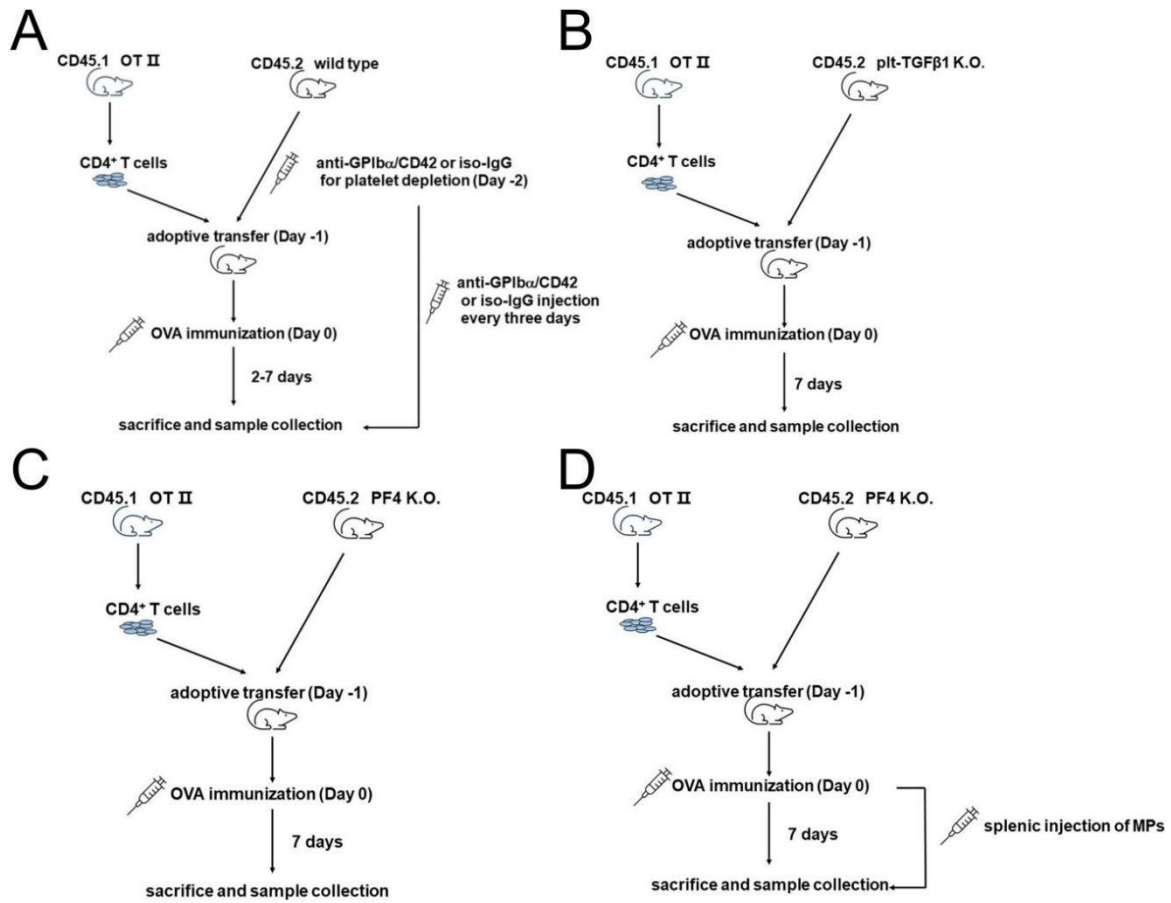 A
CD45.1 OT II
CD45.2 wild type
CD4+ T cells
anti-GPIbα/CD42 or iso-IgG
for platelet depletion (Day -2)
adoptive transfer (Day -1)
anti-GPIbα/CD42
or iso-IgG injection
every three days
OVA immunization (Day 0)
2-7 days
sacrifice and sample collection
B
CD45.1 OT II
CD45.2 plt-TGFβ1 K.O.
CD4+ T cells
adoptive transfer (Day -1)
OVA immunization (Day 0)
7 days
sacrifice and sample collection
C
CD45.1 OT II
CD45.2 PF4 K.O.
CD4+ T cells
adoptive transfer (Day -1)
OVA immunization (Day 0)
7 days
sacrifice and sample collection
D
CD45.1 OT II
CD45.2 PF4 K.O.
CD4+ T cells
adoptive transfer (Day -1)
OVA immunization (Day 0)
7 days
splenic injection of MPs
sacrifice and sample collection